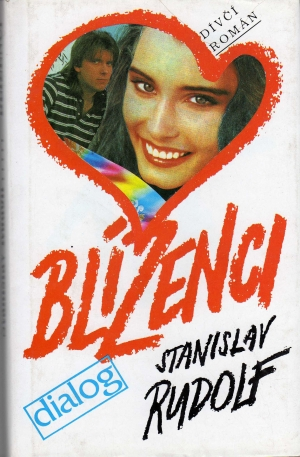 DÍVČÍ
ROMÁN
BLÍŽENCI
dialog
STANISLAV
RUDOLF